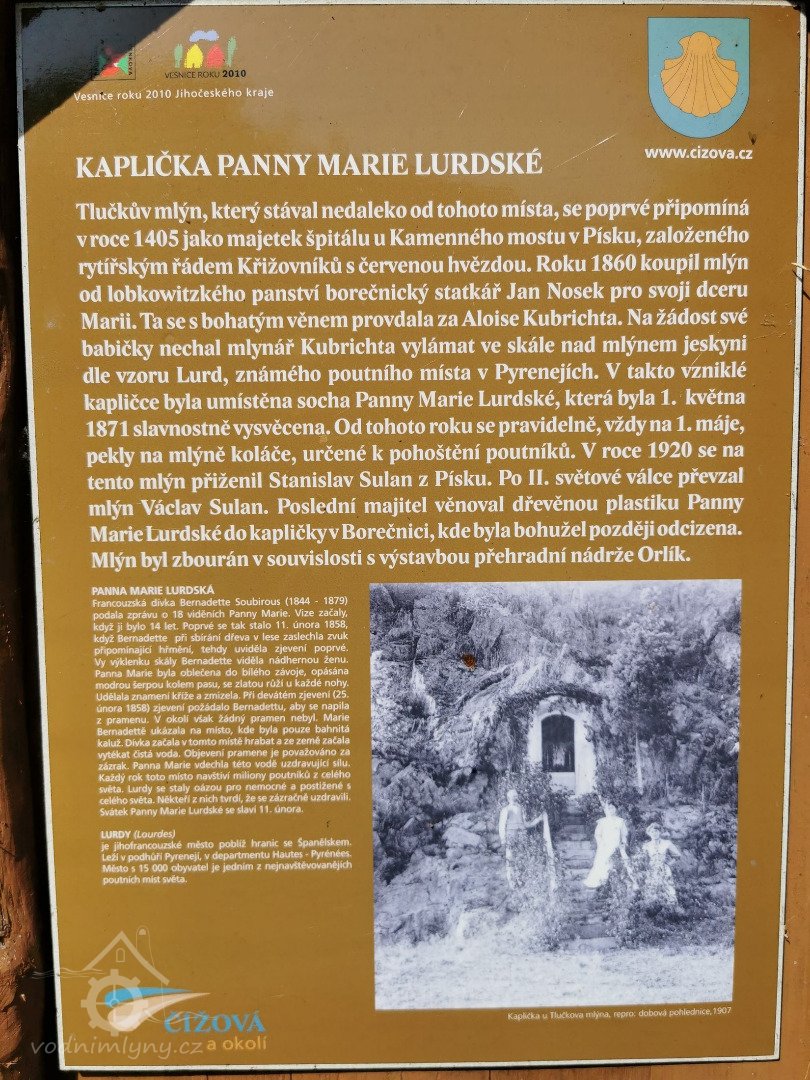 VESNICE ROKU 2010
Vesnice roku 2010 Jihočeského kraje
www.cizova.cz
KAPLIČKA PANNY MARIE LURDSKÉ
Tlučkův mlýn, který stával nedaleko od tohoto místa, se poprvé připomíná
v roce 1405 jako majetek špitálu u Kamenného mostu v Písku, založeného
rytířským řádem Křižovníků s červenou hvězdou. Roku 1860 koupil mlýn
od lobkowitzkého panství borečnický statkář Jan Nosek pro svoji dceru
Marii. Ta se s bohatým věnem provdala za Aloise Kubrichta. Na žádost své
babičky nechal mlynář Kubrichta vylámat ve skále nad mlýnem jeskyni
dle vzoru Lurd, známého poutního místa v Pyrenejích. V takto vzniklé
kapličce byla umístěna socha Panny Marie Lurdské, která byla 1. května
1871 slavnostně vysvěcena. Od tohoto roku se pravidelně, vždy na 1. máje,
pekly na mlýně koláče, určené k pohoštění poutníků. V roce 1920 se na
tento mlýn přiženil Stanislav Sulan z Písku. Po II. světové válce převzal
mlýn Václav Sulan. Poslední majitel věnoval dřevěnou plastiku Panny
Marie Lurdské do kapličky v Borečnici, kde byla bohužel později odcizena.
Mlýn byl zbourán v souvislosti s výstavbou přehradní nádrže Orlík.
PANNA MARIE LURDSKÁ
Francouzská dívka Bernadette Soubirous (1844 - 1879)
podala zprávu o 18 viděních Panny Marie. Vize začaly,
když jí bylo 14 let. Poprvé se tak stalo 11. února 1858,
když Bernadette při sbírání dřeva v lese zaslechla zvuk
připomínající hřmění, tehdy uviděla zjevení poprvé.
Vy výklenku skály Bernadette viděla nádhernou ženu.
Panna Marie byla oblečena do bílého závoje, opásána
modrou šerpou kolem pasu, se zlatou růží u každé nohy.
Udělala znamení kříže a zmizela. Při devátém zjevení (25.
února 1858) zjevení požádalo Bernadettu, aby se napila
z pramenu. V okolí však žádný pramen nebyl. Marie
Bernadettě ukázala na místo, kde byla pouze bahnitá
kaluž. Dívka začala v tomto místě hrabat a ze země začala
vytékat čistá voda. Objevení pramene je považováno za
zázrak. Panna Marie vdechla této vodě uzdravující sílu.
Každý rok toto místo navštíví miliony poutníků z celého
světa. Lurdy se staly oázou pro nemocné a postižené s
celého světa. Někteří z nich tvrdí, že se zázračně uzdravili.
Svátek Panny Marie Lurdské se slaví 11. února.
LURDY (Lourdes)
je jihofrancouzské město poblíž hranic se Španělskem.
Leží v podhůří Pyrenejí, v departmentu Hautes - Pyrénées.
Město s 15 000 obyvatel je jedním z nejnavštěvovanějších
poutních míst světa.
Kaplička u Tlučkova mlýna, repro: dobová pohlednice,1907
ČÍŽOVÁ
a okolí
vodnimlyny.cz